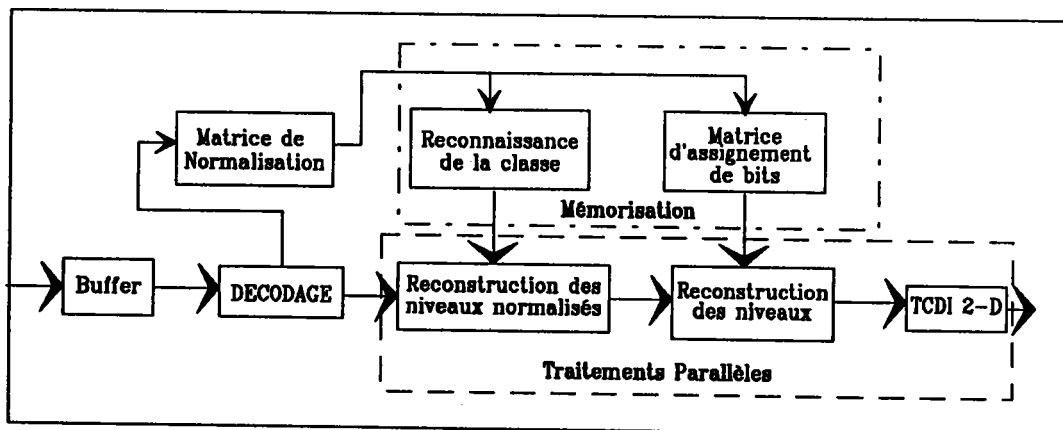 Matrice de
Normalisation
Reconnaissance
de la classe
Matrice
d'assignement
de bits
Mémorisation
Buffer
DECODAGE
Reconstruction des
niveaux normalisés
Reconstruction
des niveaux
TCDI 2-D
Traitements Parallèles